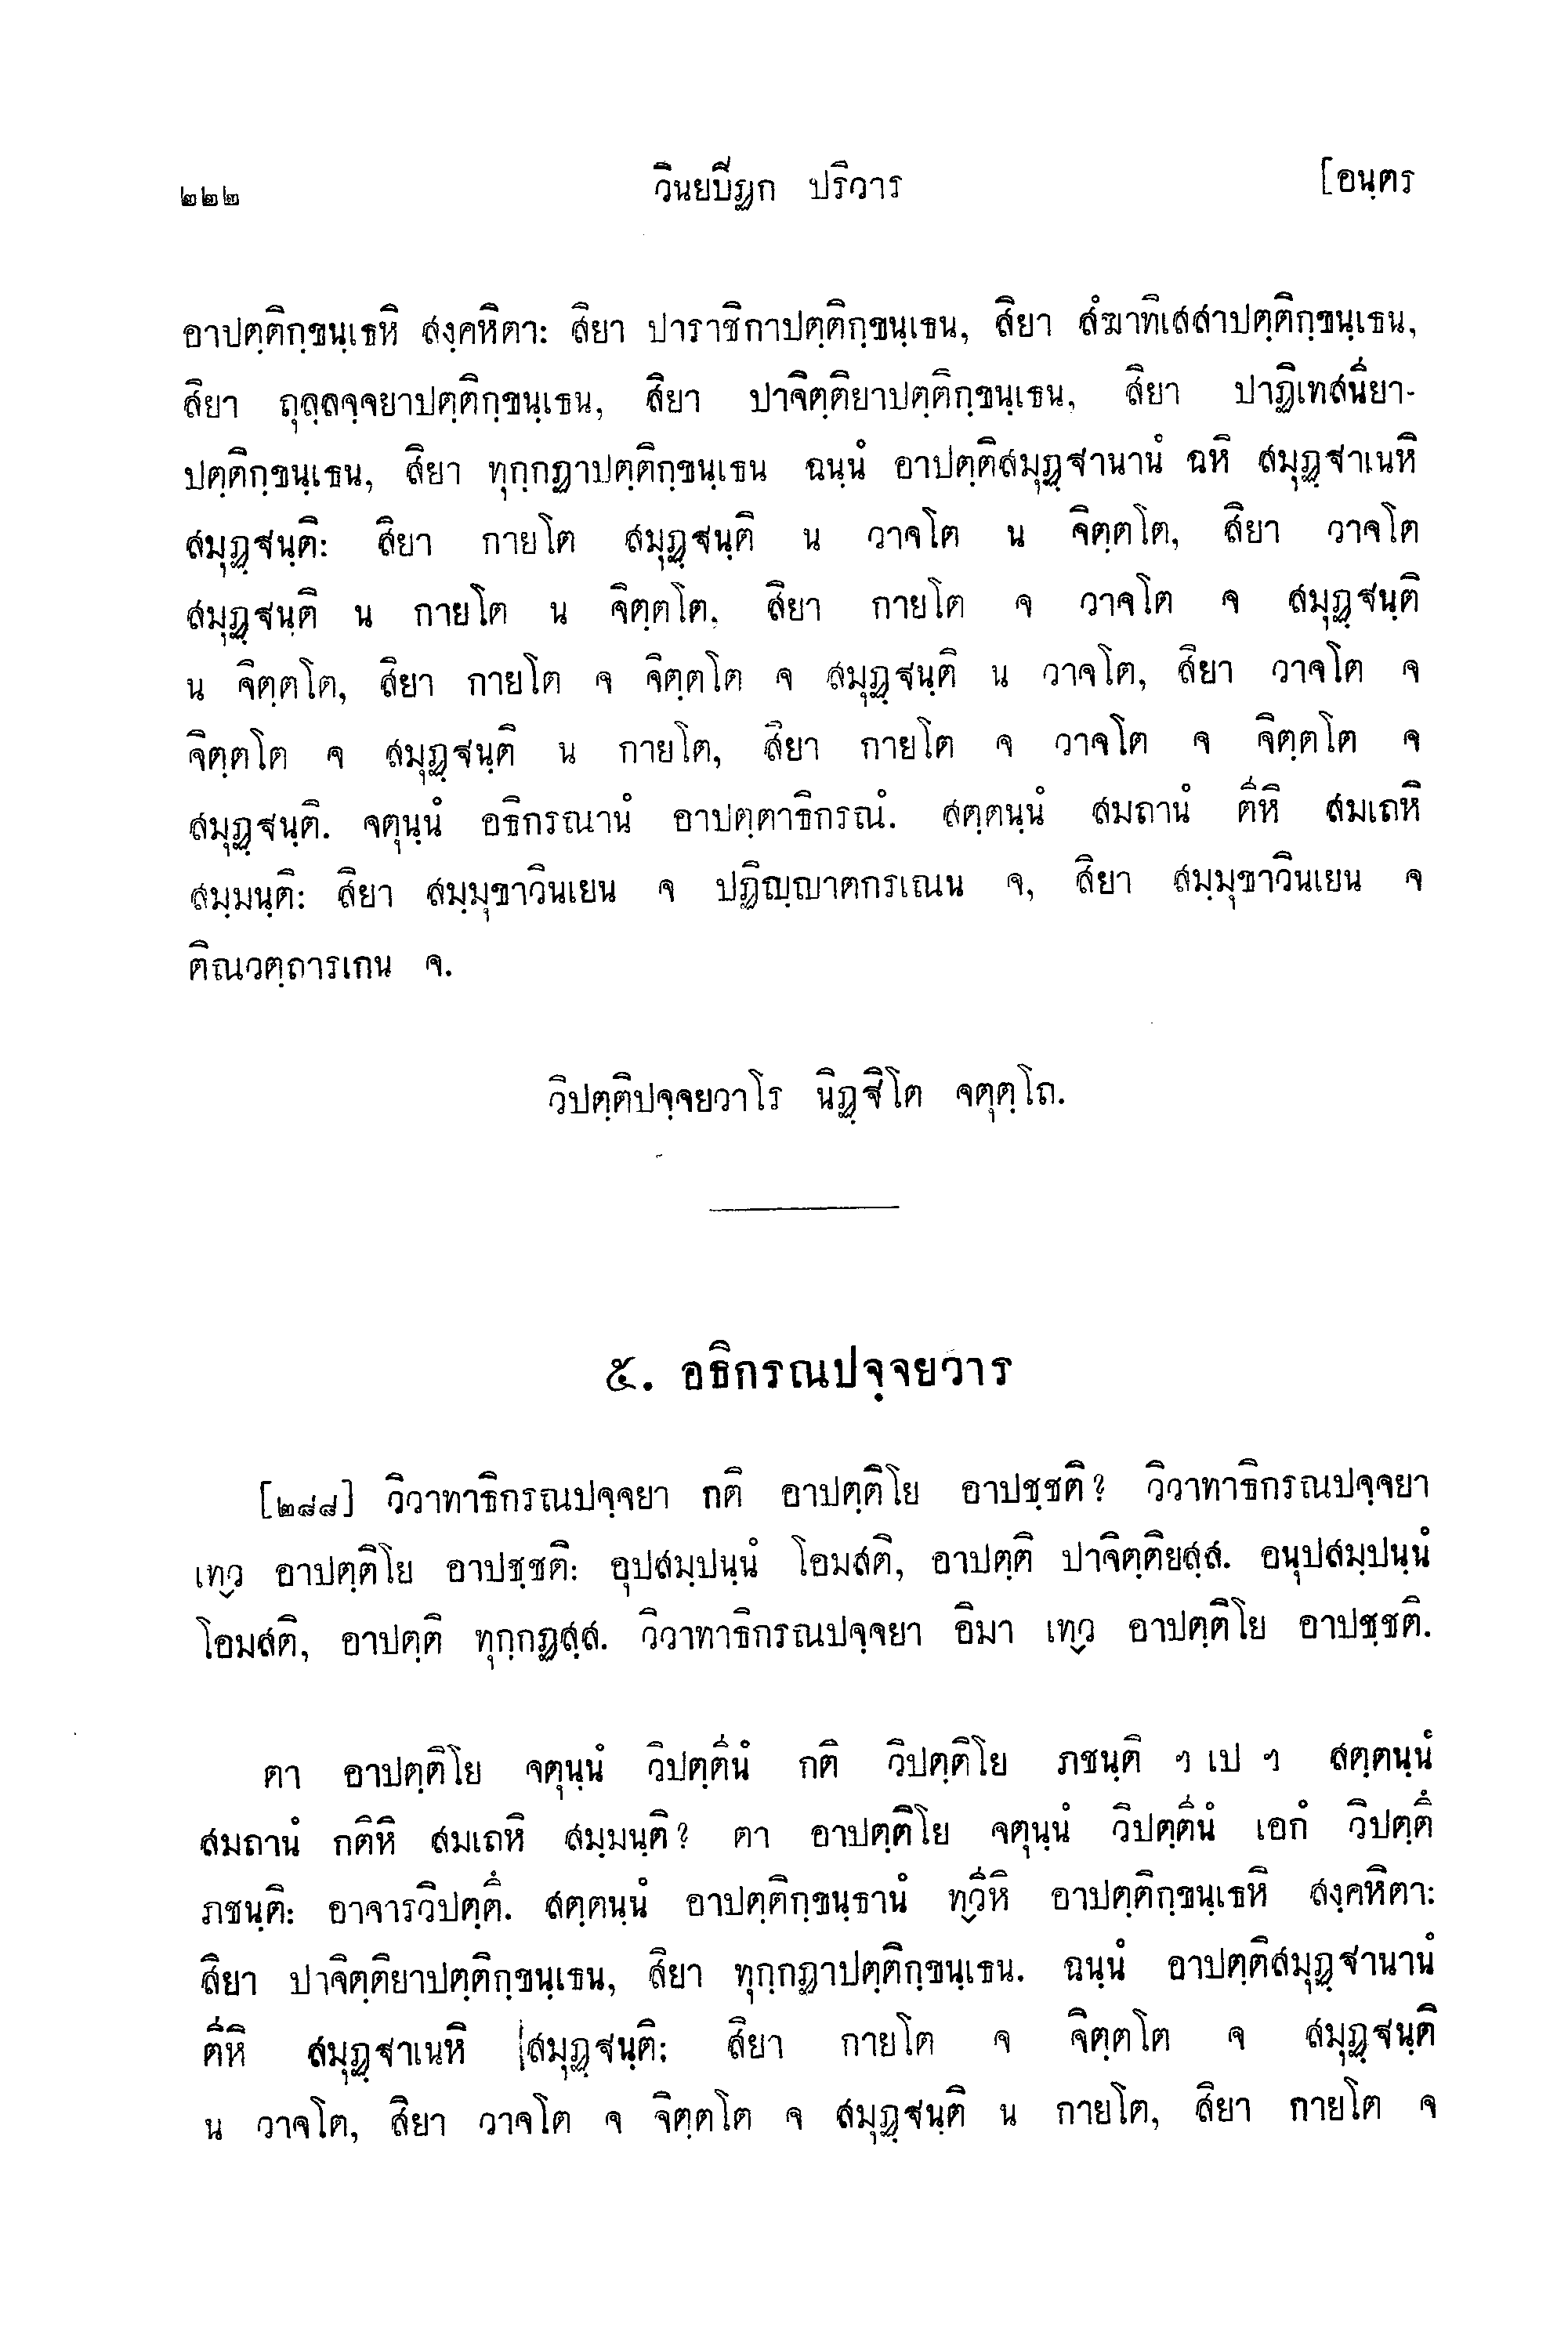 ๒๒๒ วินยปิฏก ปริวาร [อนฺตร
อาปตฺติกฺขนฺเธหิ สงฺคหิตา: สิยา ปาราชิกาปตฺติกฺขนฺเธน, สิยา สํฆาทิเสสาปตฺติกฺขนฺเธน,
สิยา ถุลฺลจฺจยาปตฺติกฺขนฺเธน, สิยา ปาจิตฺติยาปตฺติกฺขนฺเธน, สิยา ปาฏิเทสนียา-
ปตฺติกฺขนฺเธน, สิยา ทุกฺกฏาปตฺติกฺขนฺเธน ฉนฺนํ อาปตฺติสมุฏฺฐานานํ ฉหิ สมุฏฺฐาเนหิ
สมุฏฺฐนฺติ: สิยา กายโต สมุฏฺฐนฺติ น วาจโต น จิตฺตโต, สิยา วาจโต
สมุฏฺฐนฺติ น กายโต น จิตฺตโต, สิยา กายโต จ วาจโต จ สมุฏฺฐนฺติ
น จิตฺตโต, สิยา กายโต จ จิตฺตโต จ สมุฏฺฐนฺติ น วาจโต, สิยา วาจโต จ
จิตฺตโต จ สมุฏฺฐนฺติ น กายโต, สิยา กายโต จ วาจโต จ จิตฺตโต จ
สมุฏฺฐนฺติ. จตุนฺนํ อธิกรณานํ อาปตฺตาธิกรณํ. สตฺตนฺนํ สมถานํ ตีหิ สมเถหิ
สมฺมนฺติ: สิยา สมฺมุขาวินเยน จ ปฏิญฺญาตกรเณน จ, สิยา สมฺมุขาวินเยน จ
ติณวตฺถารเกน จ.
วิปตฺติปจฺจยวาโร นิฏฺฐิโต จตุตฺโถ.
๕. อธิกรณปจฺจยวาร
[๒๘๘] วิวาทาธิกรณปจฺจยา กติ อาปตฺติโย อาปชฺชติ? วิวาทาธิกรณปจฺจยา
เทฺว อาปตฺติโย อาปชฺชติ: อุปสมฺปนฺนํ โอมสติ, อาปตฺติ ปาจิตฺติยสฺส. อนุปสมฺปนฺนํ
โอมสติ, อาปตฺติ ทุกฺกฏสฺส. วิวาทาธิกรณปจฺจยา อิมา เทฺว อาปตฺติโย อาปชฺชติ.
ตา อาปตฺติโย จตุนฺนํ วิปตฺตีนํ กติ วิปตฺติโย ภชนฺติ ฯ เป ฯ สตฺตนฺนํ
สมถานํ กติหิ สมเถหิ สมฺมนฺติ? ตา อาปตฺติโย จตุนฺนํ วิปตฺตีนํ เอกํ วิปตฺตึ
ภชนฺติ: อาจารวิปตฺตึ. สตฺตนฺนํ อาปตฺติกฺขนฺธานํ ทฺวีหิ อาปตฺติกฺขนฺเธหิ สงฺคหิตา:
สิยา ปาจิตฺติยาปตฺติกฺขนฺเธน, สิยา ทุกฺกฏาปตฺติกฺขนฺเธน. ฉนฺนํ อาปตฺติสมุฏฺฐานานํ
ตีหิ สมุฏฺฐาเนหิ สมุฏฺฐนฺติ: สิยา กายโต จ จิตฺตโต จ สมุฏฺฐนฺติ
น วาจโต, สิยา วาจโต จ จิตฺตโต จ สมุฏฺฐนฺติ น กายโต, สิยา กายโต จ